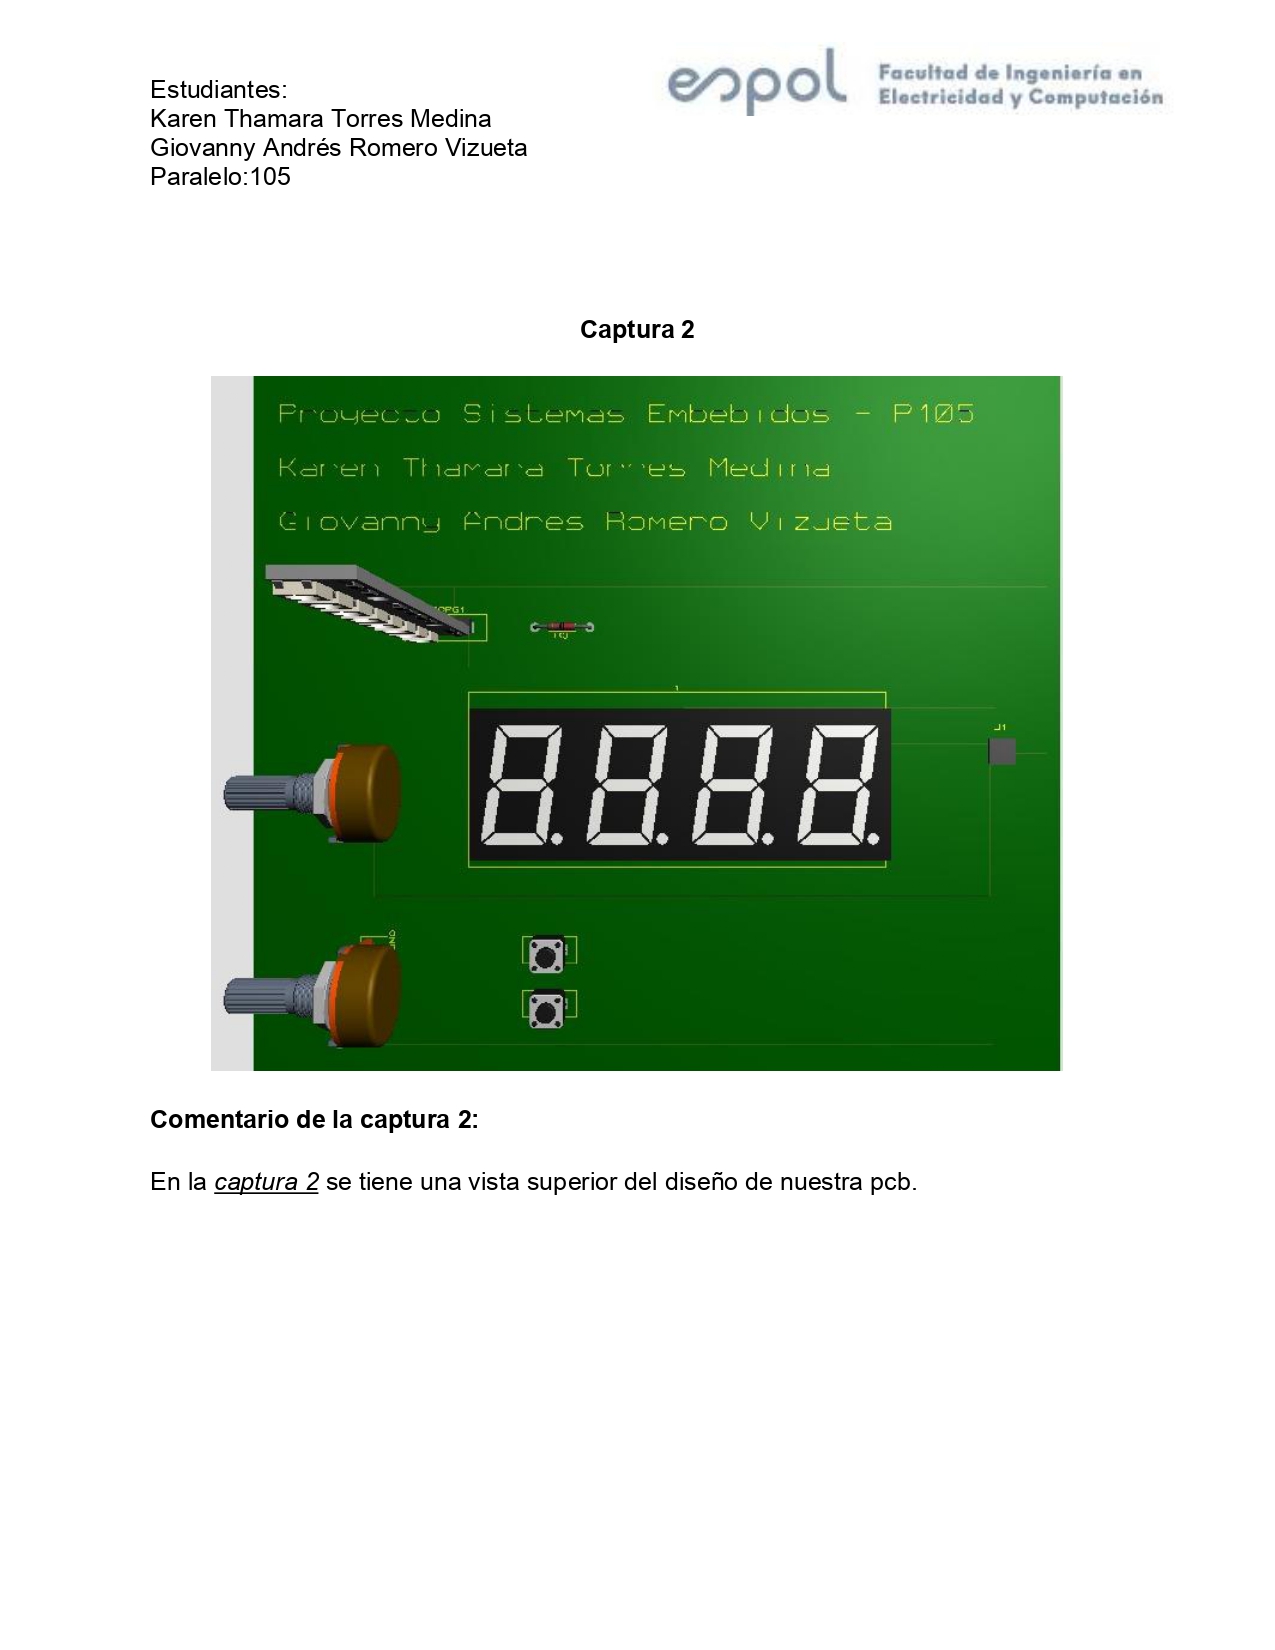 Estudiantes:
Karen Thamara Torres Medina
Giovanny Andrés Romero Vizueta
Paralelo:105
espol
Facultad de Ingeniería en
Electricidad y Computación
Captura 2
Proyecto Sistemas Embebidos - P105
Karen Thamara Torres Medina
Giovanny Andres Romero Vizueta
J1
Comentario de la captura 2:
En la captura 2 se tiene una vista superior del diseño de nuestra pcb.